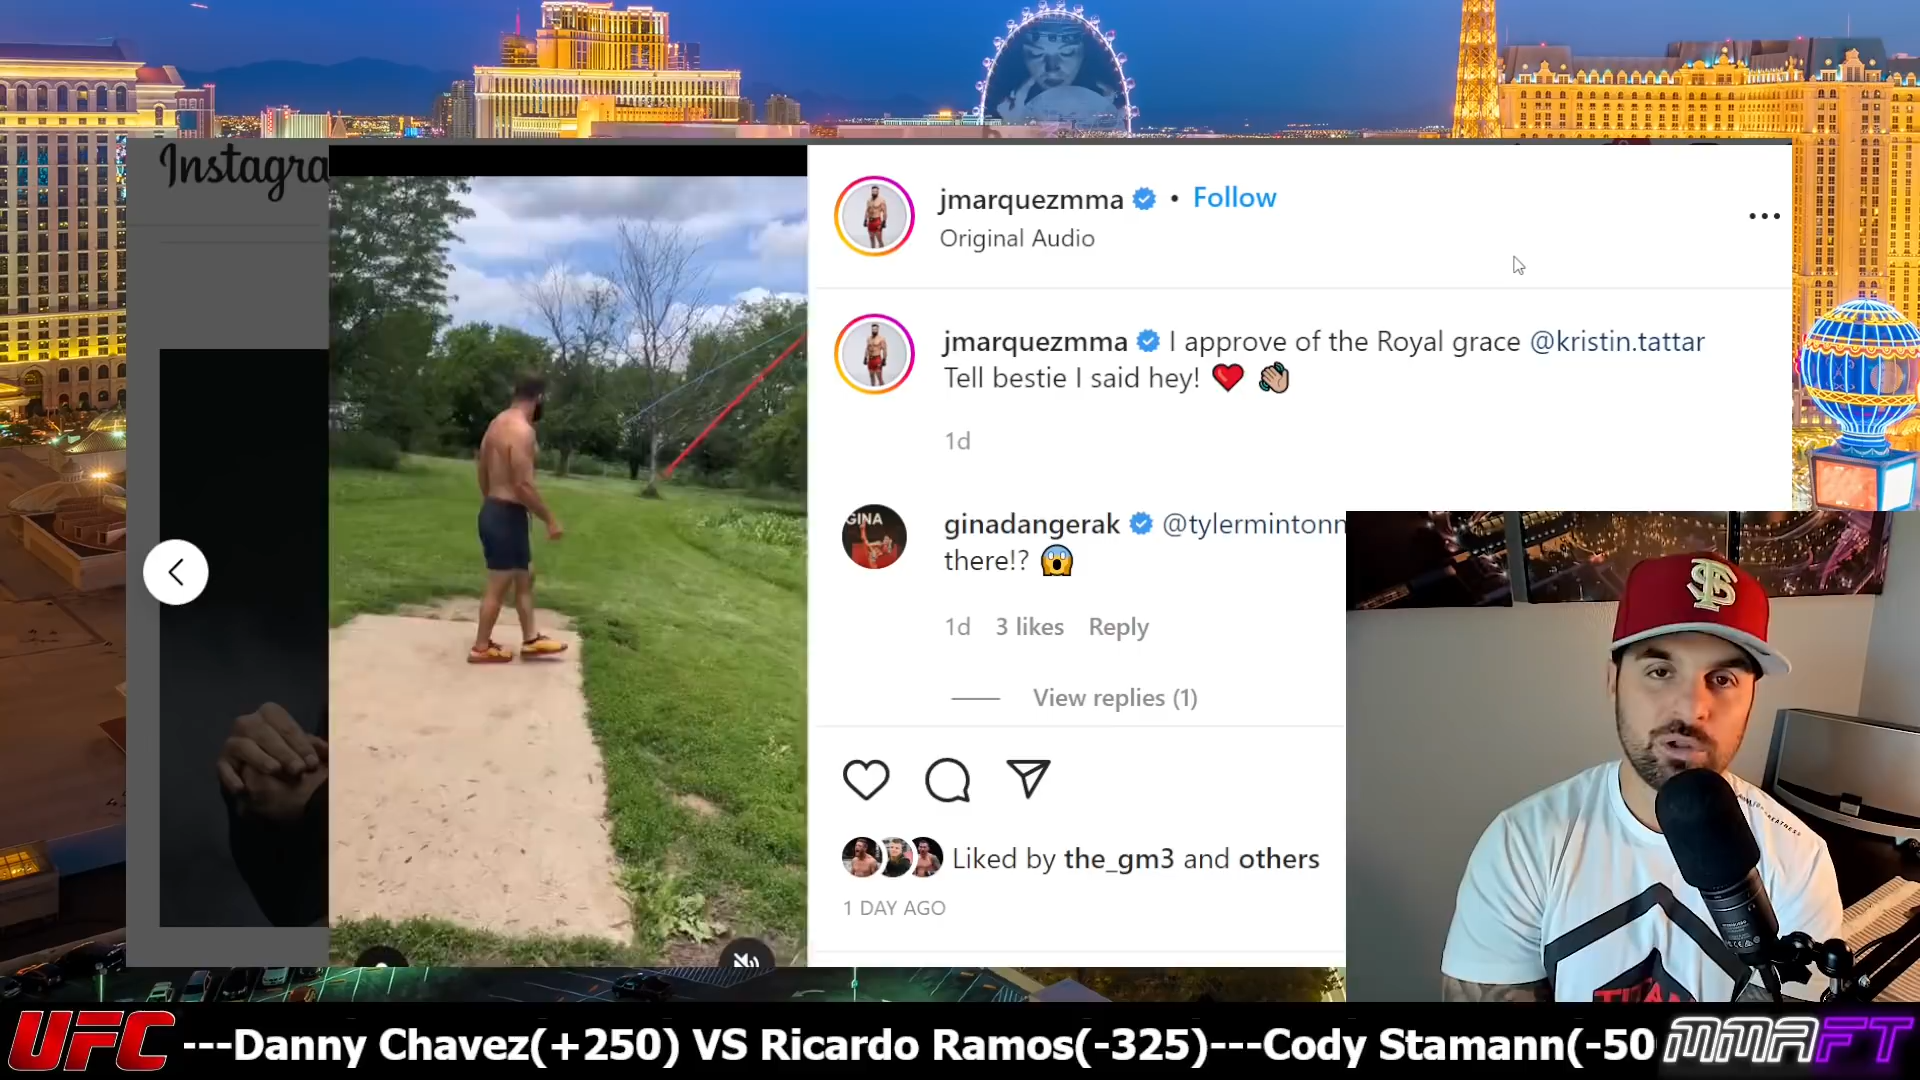 Instagra
jmarquezmma • Follow
Original Audio
jmarquezmma I approve of the Royal grace @kristin.tattar
Tell bestie I said hey! ❤️ 👋🏼
1d
GINA
ginadangerak @tylermintonn
there!? 😱
1d 3 likes Reply
View replies (1)
Liked by the_gm3 and others
1 DAY AGO
UFC ---Danny Chavez(+250) VS Ricardo Ramos(-325)---Cody Stamann(-50 MMAFT